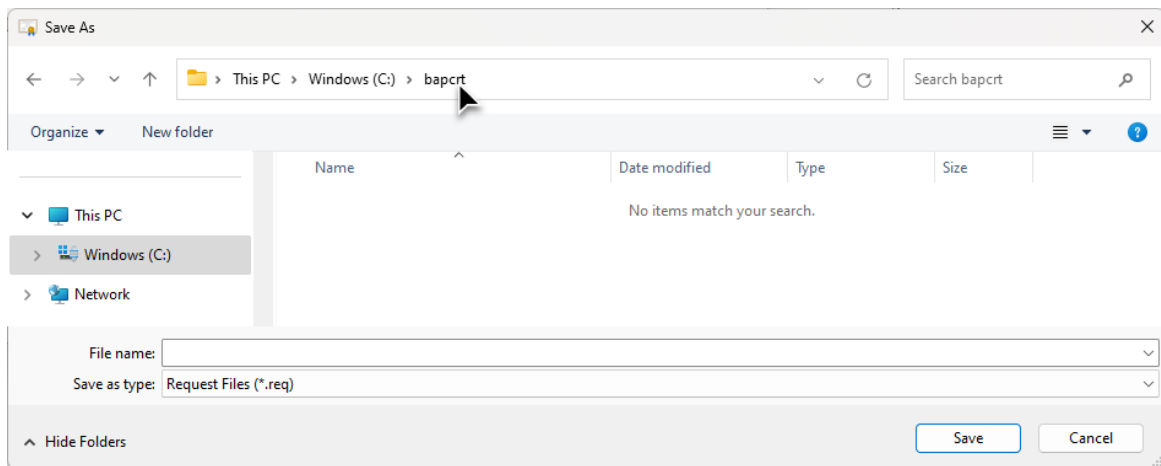 Save As
This PC > Windows (C:) > bapcrt
Search bapcrt
Organize New folder
?
Name Date modified Type Size
No items match your search.
This PC
Windows (C:)
Network
File name:
Save as type: Request Files (*.req)
Hide Folders Save Cancel